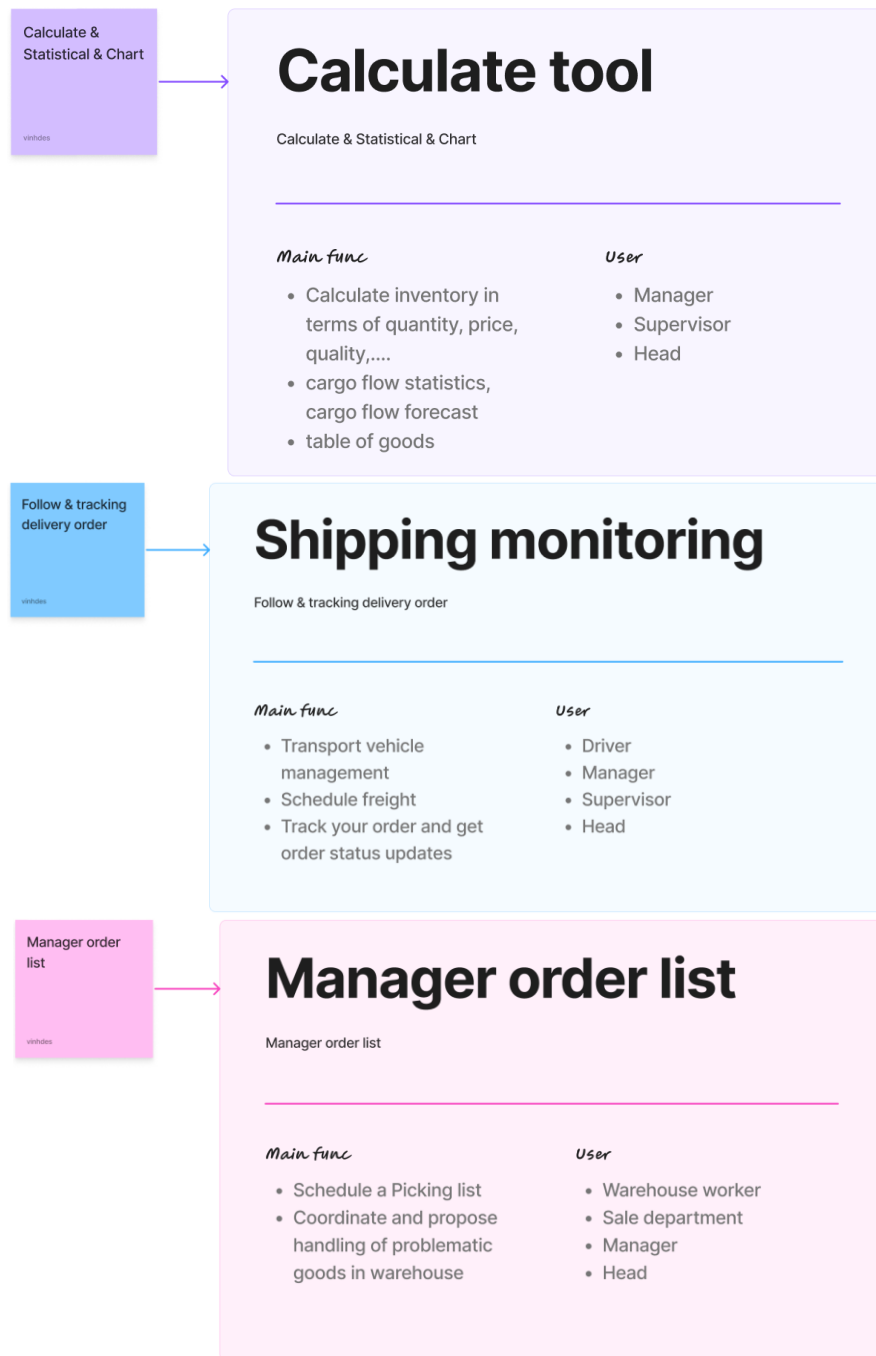 Calculate &
Statistical & Chart
vinhdes
Calculate tool
Calculate & Statistical & Chart
Main func
• Calculate inventory in
terms of quantity, price,
quality,....
• cargo flow statistics,
cargo flow forecast
• table of goods
User
• Manager
• Supervisor
• Head
Follow & tracking
delivery order
vinhdes
Shipping monitoring
Follow & tracking delivery order
Main func
• Transport vehicle
management
• Schedule freight
• Track your order and get
order status updates
User
• Driver
• Manager
• Supervisor
• Head
Manager order
list
vinhdes
Manager order list
Manager order list
Main func
• Schedule a Picking list
• Coordinate and propose
handling of problematic
goods in warehouse
User
• Warehouse worker
• Sale department
• Manager
• Head